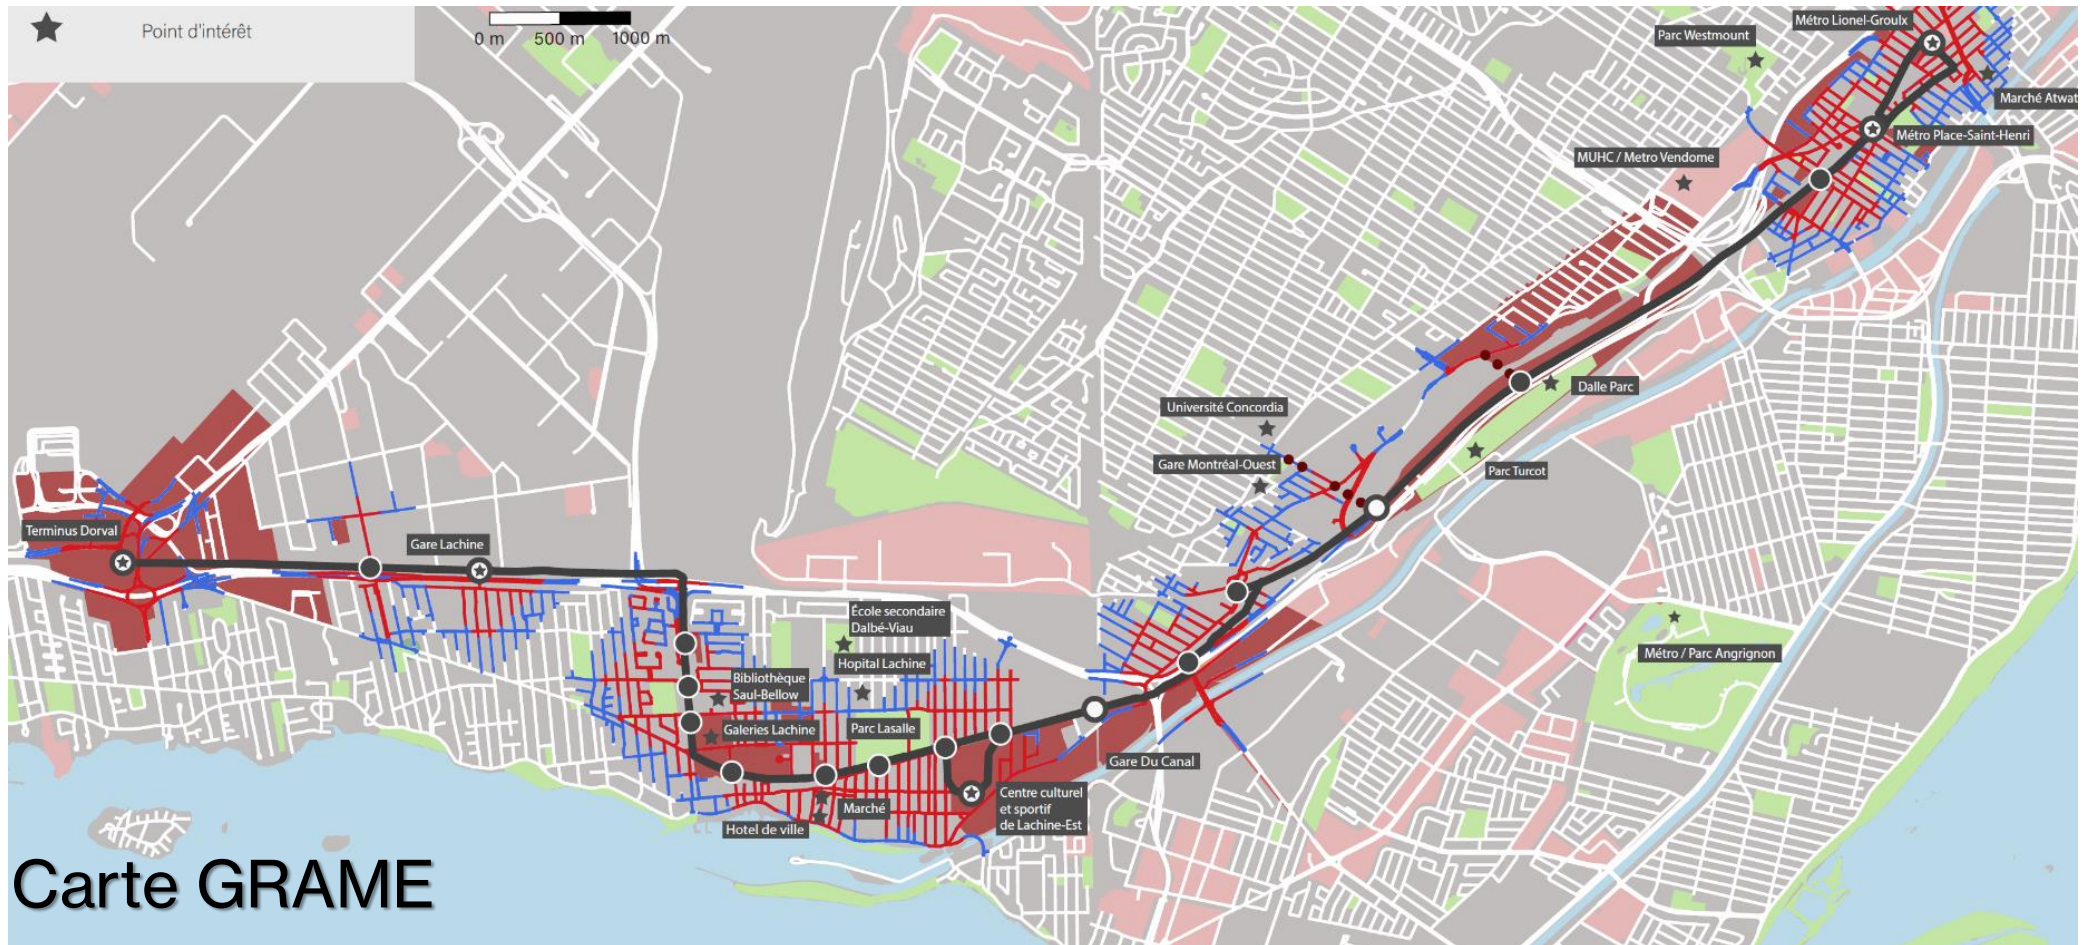 Point d'intérêt
0 m 500 m 1000 m
Métro Lionel-Groulx
Parc Westmount
Marché Atwat
Métro Place-Saint-Henri
MUHC / Metro Vendome
Dalle Parc
Université Concordia
Gare Montréal-Ouest
Parc Turcot
Terminus Dorval
Gare Lachine
École secondaire
Dalbé-Viau
Hopital Lachine
Métro / Parc Angrignon
Bibliothèque
Saul-Bellow
Galeries Lachine
Parc Lasalle
Gare Du Canal
Centre culturel
et sportif
de Lachine-Est
Marché
Hotel de ville
Carte GRAME